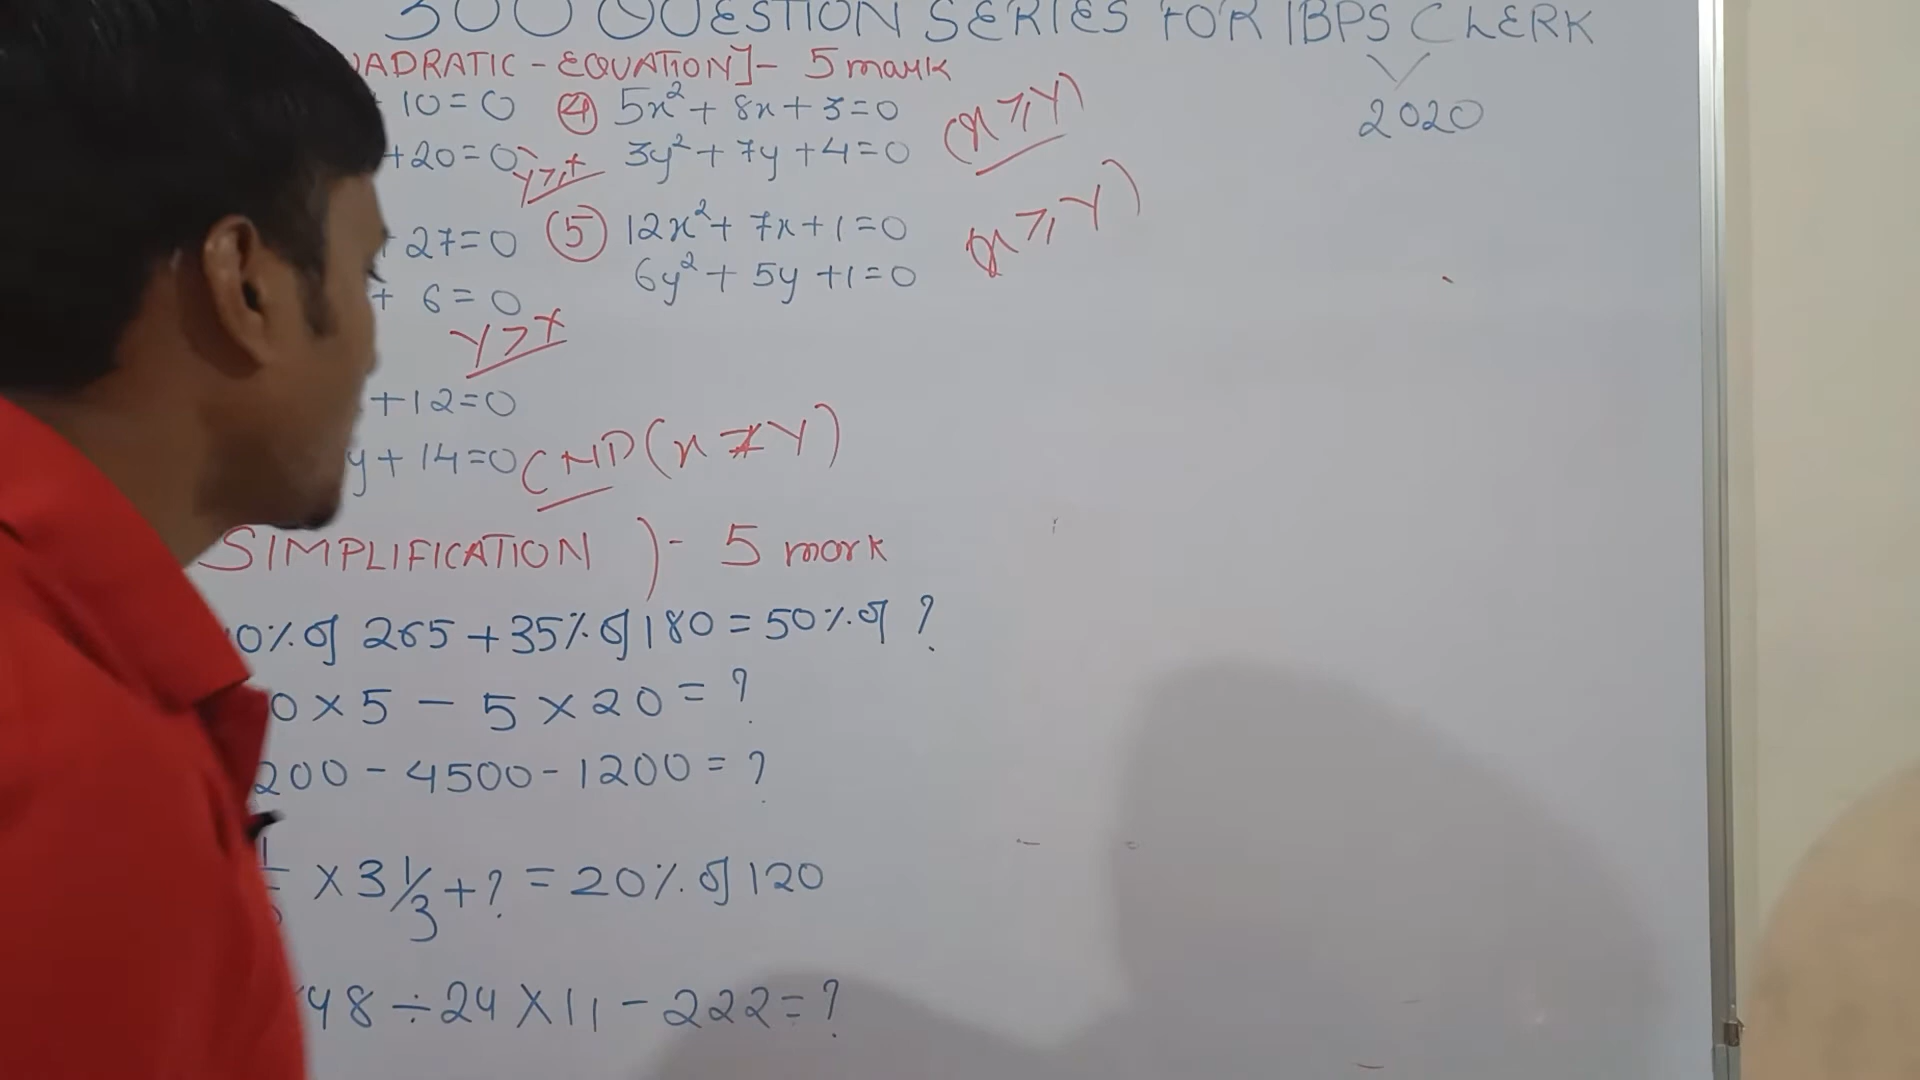 300 QUESTION SERIES FOR IBPS CLERK
2020
UADRATIC - EQUATION] - 5 mark
10=0 ④ 5x²+ 8x+3=0 (x ≥ y)
+20=0 y ≥ x 3y²+ 7y +4=0
+27=0 ⑤ 12x²+ 7x+1=0 (x ≥ y)
+ 6=0 6y²+ 5y +1=0
y > x
+12=0
y+ 14=0 CND (x ≠ y)
SIMPLIFICATION ) - 5 mark
0% of 265 + 35% of 180 = 50% of ?
0 × 5 - 5 × 20 = ?
200 - 4500 - 1200 = ?
× 3 1/3 + ? = 20% of 120
48 ÷ 24 × 11 - 222 = ?